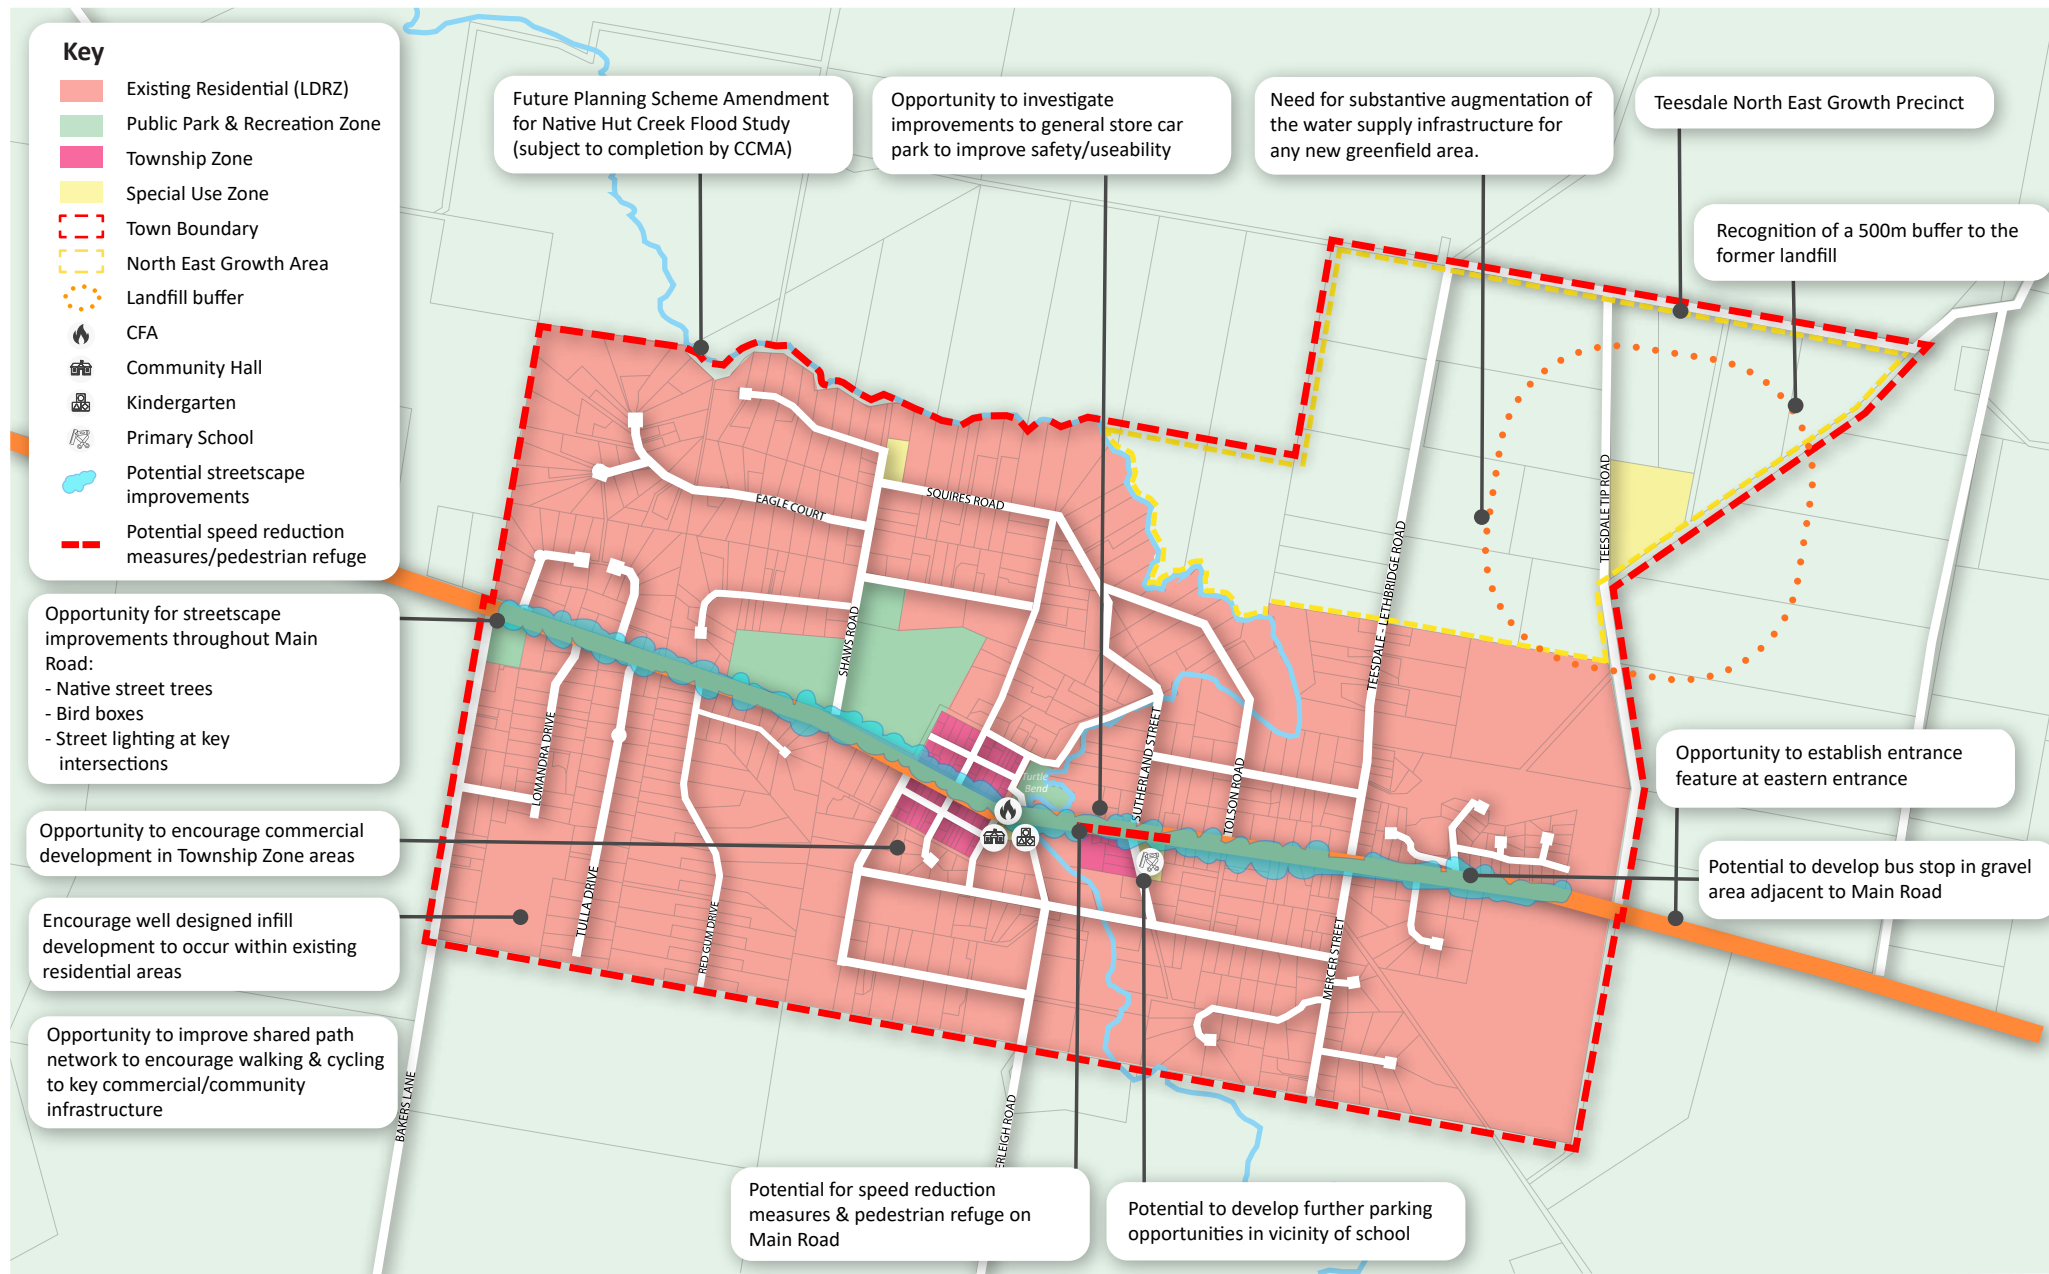 Key
Existing Residential (LDRZ)
Public Park & Recreation Zone
Township Zone
Special Use Zone
Town Boundary
North East Growth Area
Landfill buffer
CFA
Community Hall
Kindergarten
Primary School
Potential streetscape
improvements
Potential speed reduction
measures/pedestrian refuge
Future Planning Scheme Amendment
for Native Hut Creek Flood Study
(subject to completion by CCMA)
Opportunity to investigate
improvements to general store car
park to improve safety/useability
Need for substantive augmentation of
the water supply infrastructure for
any new greenfield area.
Teesdale North East Growth Precinct
Recognition of a 500m buffer to the
former landfill
Opportunity for streetscape
improvements throughout Main
Road:
- Native street trees
- Bird boxes
- Street lighting at key
intersections
Opportunity to encourage commercial
development in Township Zone areas
Encourage well designed infill
development to occur within existing
residential areas
Opportunity to improve shared path
network to encourage walking & cycling
to key commercial/community
infrastructure
Opportunity to establish entrance
feature at eastern entrance
Potential to develop bus stop in gravel
area adjacent to Main Road
Potential for speed reduction
measures & pedestrian refuge on
Main Road
Potential to develop further parking
opportunities in vicinity of school
EAGLE COURT
SQUIRES ROAD
SHAWS ROAD
LOMANDRA DRIVE
TULLA DRIVE
RED GUM DRIVE
BAKERS LANE
ERLEIGH ROAD
Turtle
Bend
SUTHERLAND STREET
TOLSON ROAD
MERCER STREET
TEESDALE - LETHBRIDGE ROAD
TEESDALE TIP ROAD